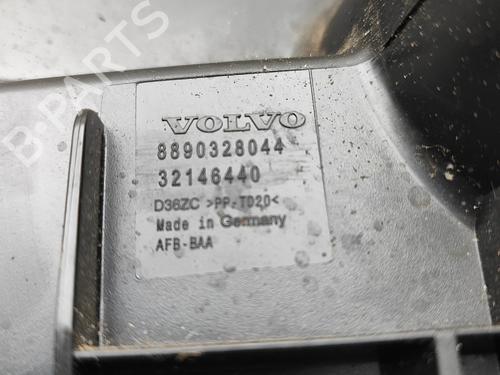 B-PARTS
VOLVO
8890328044
32146440
D36ZC >PP-TD20<
Made in Germany
AFB-BAA